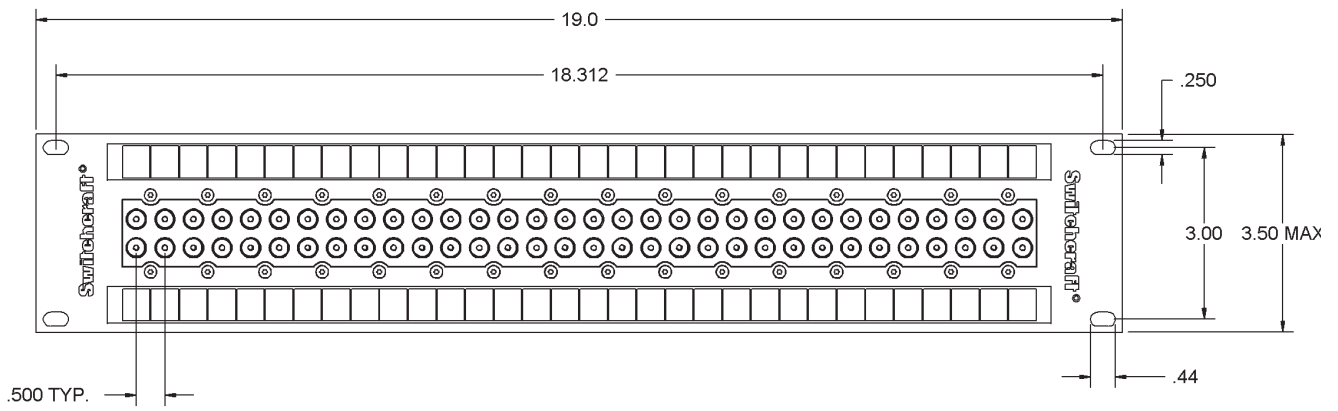 19.0
18.312
.250
Switchcraft®
Switchcraft®
3.00
3.50 MAX
.500 TYP.
.44